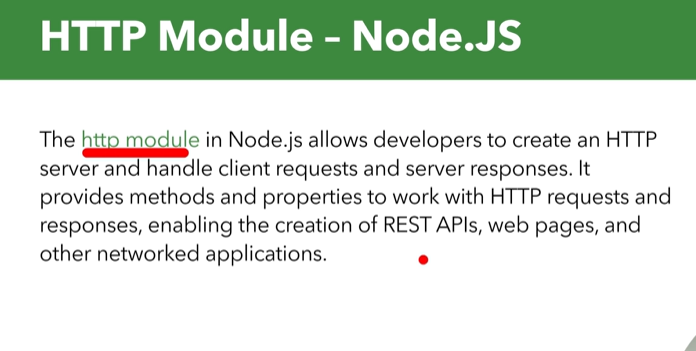 HTTP Module – Node.JS
The http module in Node.js allows developers to create an HTTP
server and handle client requests and server responses. It
provides methods and properties to work with HTTP requests and
responses, enabling the creation of REST APIs, web pages, and
other networked applications.